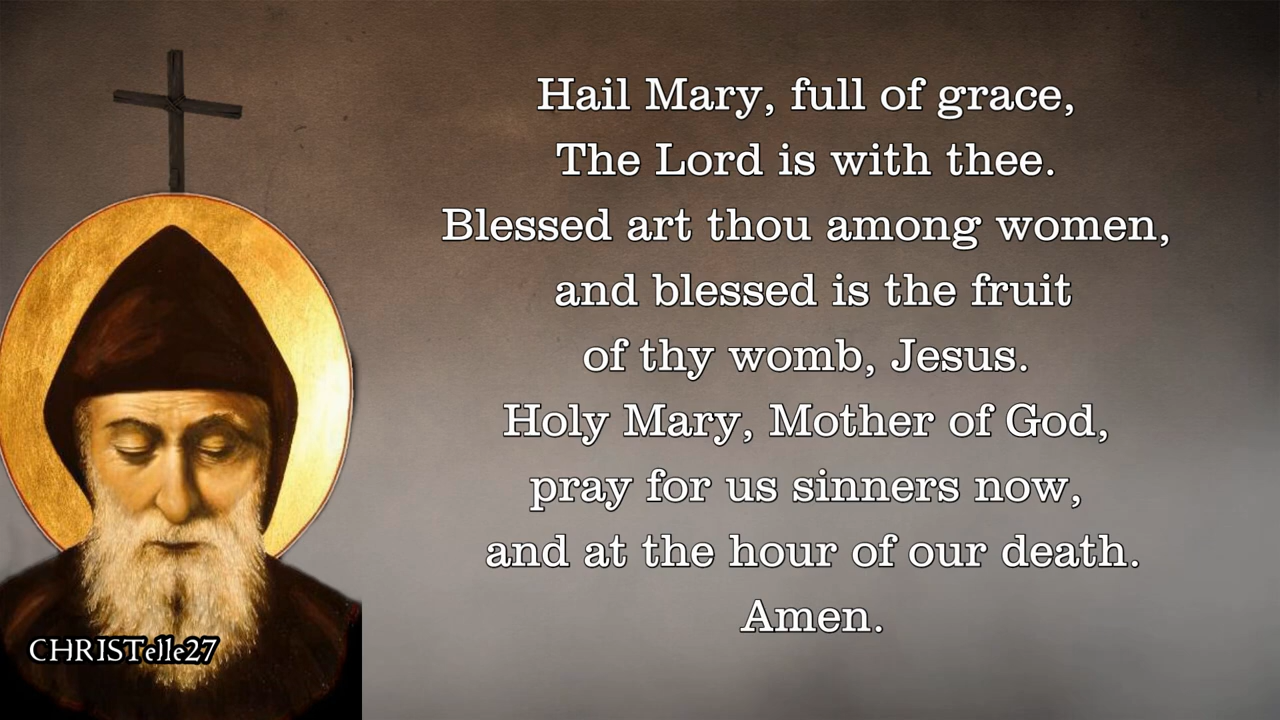 Hail Mary, full of grace,
The Lord is with thee.
Blessed art thou among women,
and blessed is the fruit
of thy womb, Jesus.
Holy Mary, Mother of God,
pray for us sinners now,
and at the hour of our death.
Amen.
CHRISTelle27